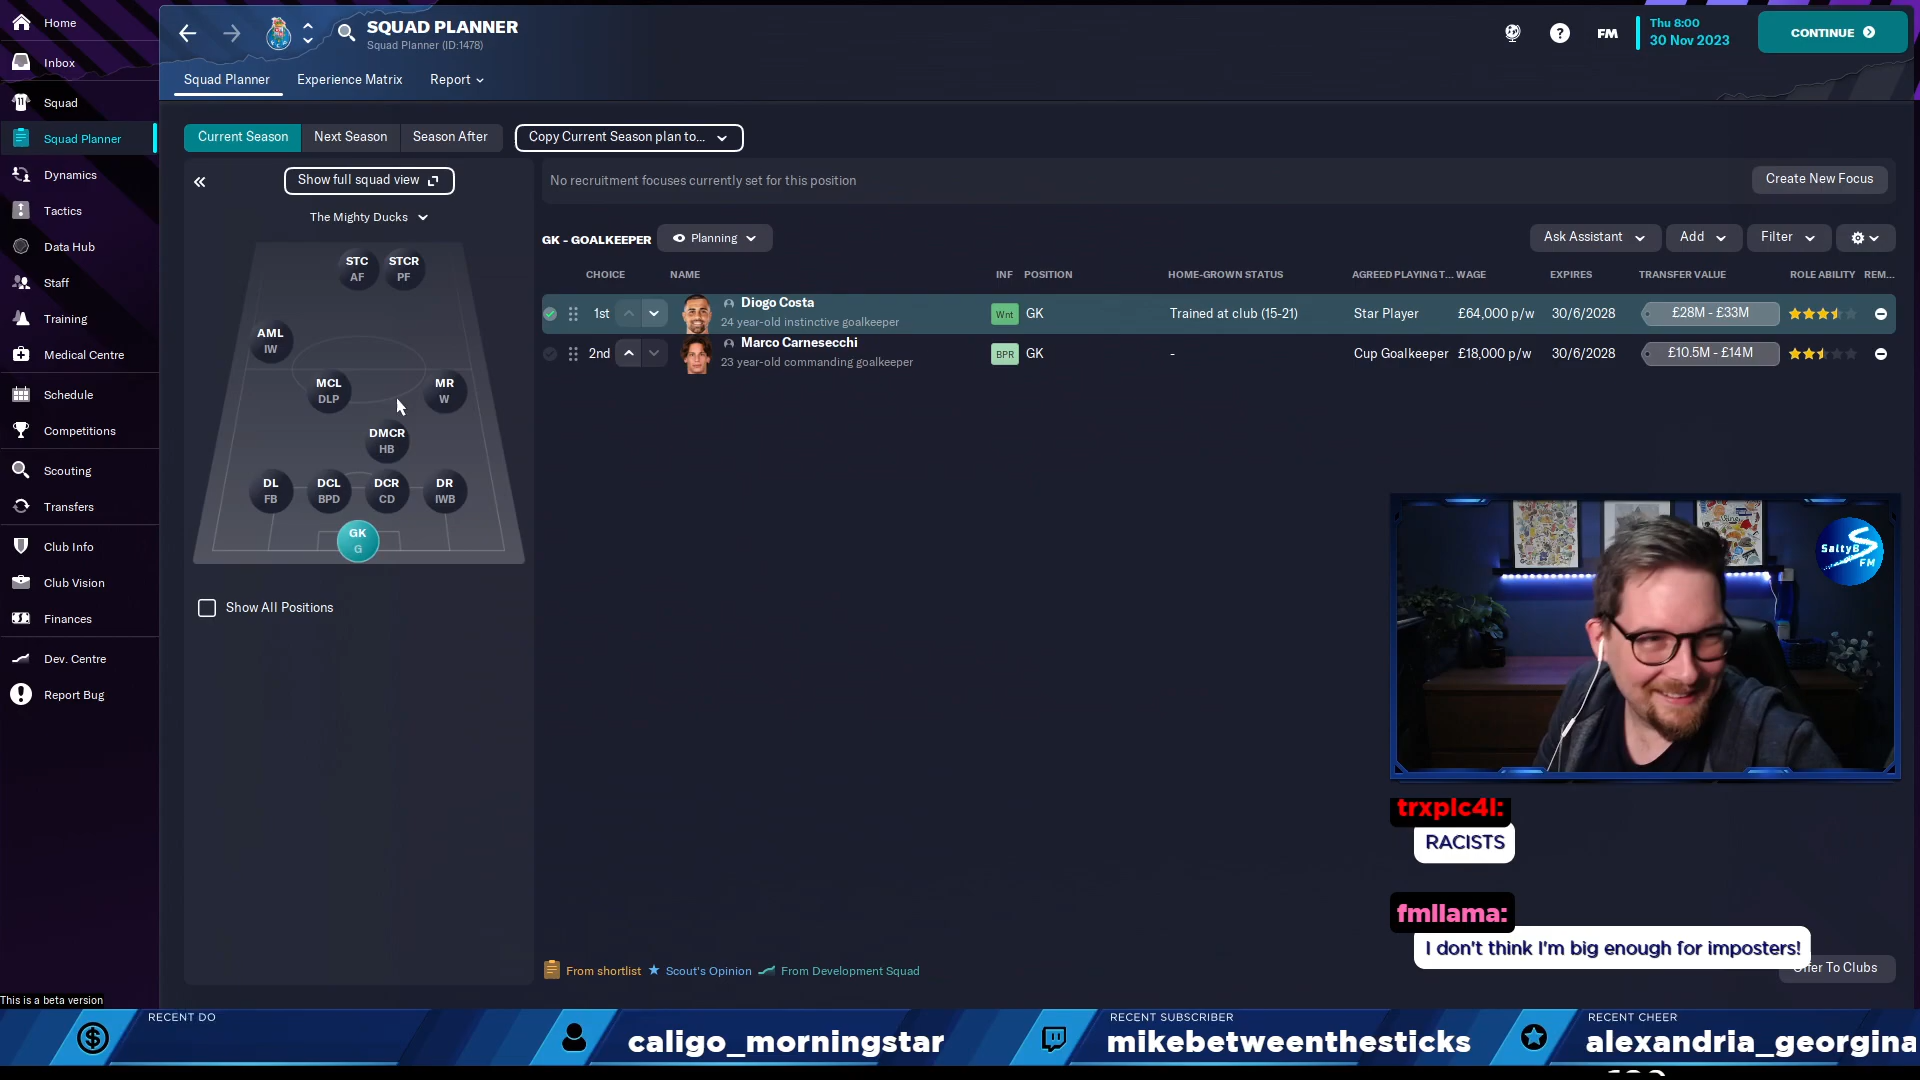 Home
Inbox
Squad
Squad Planner
Dynamics
Tactics
Data Hub
Staff
Training
Medical Centre
Schedule
Competitions
Scouting
Transfers
Club Info
Club Vision
Finances
Dev. Centre
Report Bug
This is a beta version
SQUAD PLANNER
Squad Planner (ID:1478)
FM
Thu 8:00
30 Nov 2023
CONTINUE
Squad Planner
Experience Matrix
Report
Current Season
Next Season
Season After
Copy Current Season plan to...
Show full squad view
The Mighty Ducks
STC
AF
STCR
PF
AML
IW
MCL
DLP
MR
W
DMCR
HB
DL
FB
DCL
BPD
DCR
CD
DR
IWB
GK
G
Show All Positions
No recruitment focuses currently set for this position
Create New Focus
GK - GOALKEEPER
Planning
Ask Assistant
Add
Filter
CHOICE NAME INF POSITION HOME-GROWN STATUS AGREED PLAYING T... WAGE EXPIRES TRANSFER VALUE ROLE ABILITY REM...
1st Diogo Costa Wnt GK Trained at club (15-21) Star Player £64,000 p/w 30/6/2028 £28M - £33M
24 year-old instinctive goalkeeper
2nd Marco Carnesecchi BPR GK - Cup Goalkeeper £18,000 p/w 30/6/2028 £10.5M - £14M
23 year-old commanding goalkeeper
SaltyB
S
FM
trxplc4l:
RACISTS
fmllama:
I don't think I'm big enough for imposters!
Offer To Clubs
From shortlist
Scout's Opinion
From Development Squad
RECENT DO
caligo_morningstar
RECENT SUBSCRIBER
mikebetweenthesticks
RECENT CHEER
alexandria_georgina